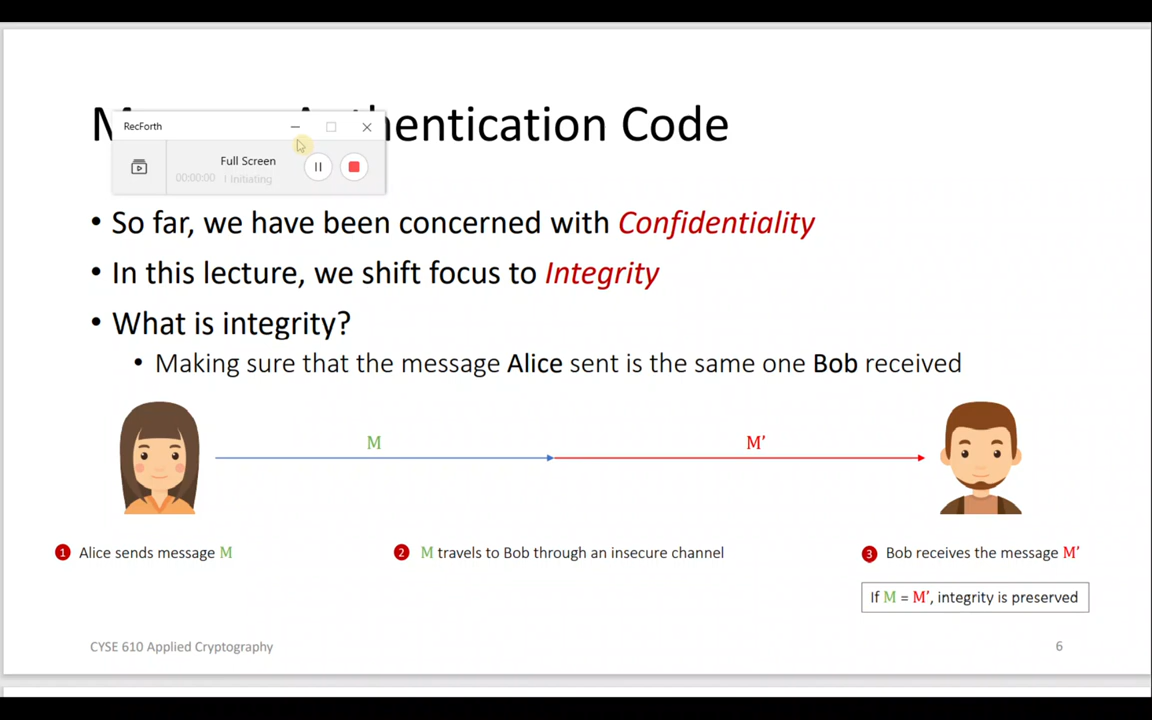 Authentication Code
RecForth
Full Screen
00:00:00 | Initiating
• So far, we have been concerned with Confidentiality
• In this lecture, we shift focus to Integrity
• What is integrity?
• Making sure that the message Alice sent is the same one Bob received
M M’
1 Alice sends message M
2 M travels to Bob through an insecure channel
3 Bob receives the message M’
If M = M’, integrity is preserved
CYSE 610 Applied Cryptography 6